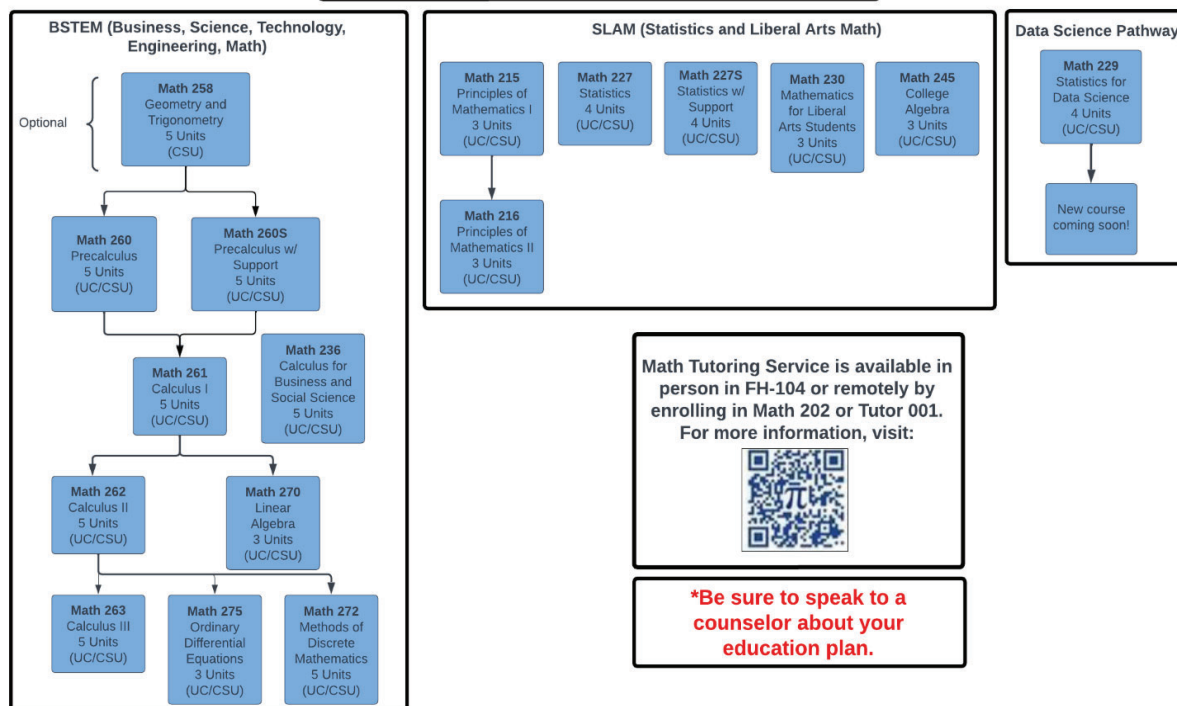 BSTEM (Business, Science, Technology,
Engineering, Math)
Optional
Math 258
Geometry and
Trigonometry
5 Units
(CSU)
Math 260
Precalculus
5 Units
(UC/CSU)
Math 260S
Precalculus w/
Support
5 Units
(UC/CSU)
Math 261
Calculus I
5 Units
(UC/CSU)
Math 236
Calculus for
Business and
Social Science
5 Units
(UC/CSU)
Math 262
Calculus II
5 Units
(UC/CSU)
Math 270
Linear
Algebra
3 Units
(UC/CSU)
Math 263
Calculus III
5 Units
(UC/CSU)
Math 275
Ordinary
Differential
Equations
3 Units
(UC/CSU)
Math 272
Methods of
Discrete
Mathematics
5 Units
(UC/CSU)
SLAM (Statistics and Liberal Arts Math)
Math 215
Principles of
Mathematics I
3 Units
(UC/CSU)
Math 216
Principles of
Mathematics II
3 Units
(UC/CSU)
Math 227
Statistics
4 Units
(UC/CSU)
Math 227S
Statistics w/
Support
4 Units
(UC/CSU)
Math 230
Mathematics
for Liberal
Arts Students
3 Units
(UC/CSU)
Math 245
College
Algebra
3 Units
(UC/CSU)
Data Science Pathway
Math 229
Statistics for
Data Science
4 Units
(UC/CSU)
New course
coming soon!
Math Tutoring Service is available in
person in FH-104 or remotely by
enrolling in Math 202 or Tutor 001.
For more information, visit:
π
*Be sure to speak to a
counselor about your
education plan.